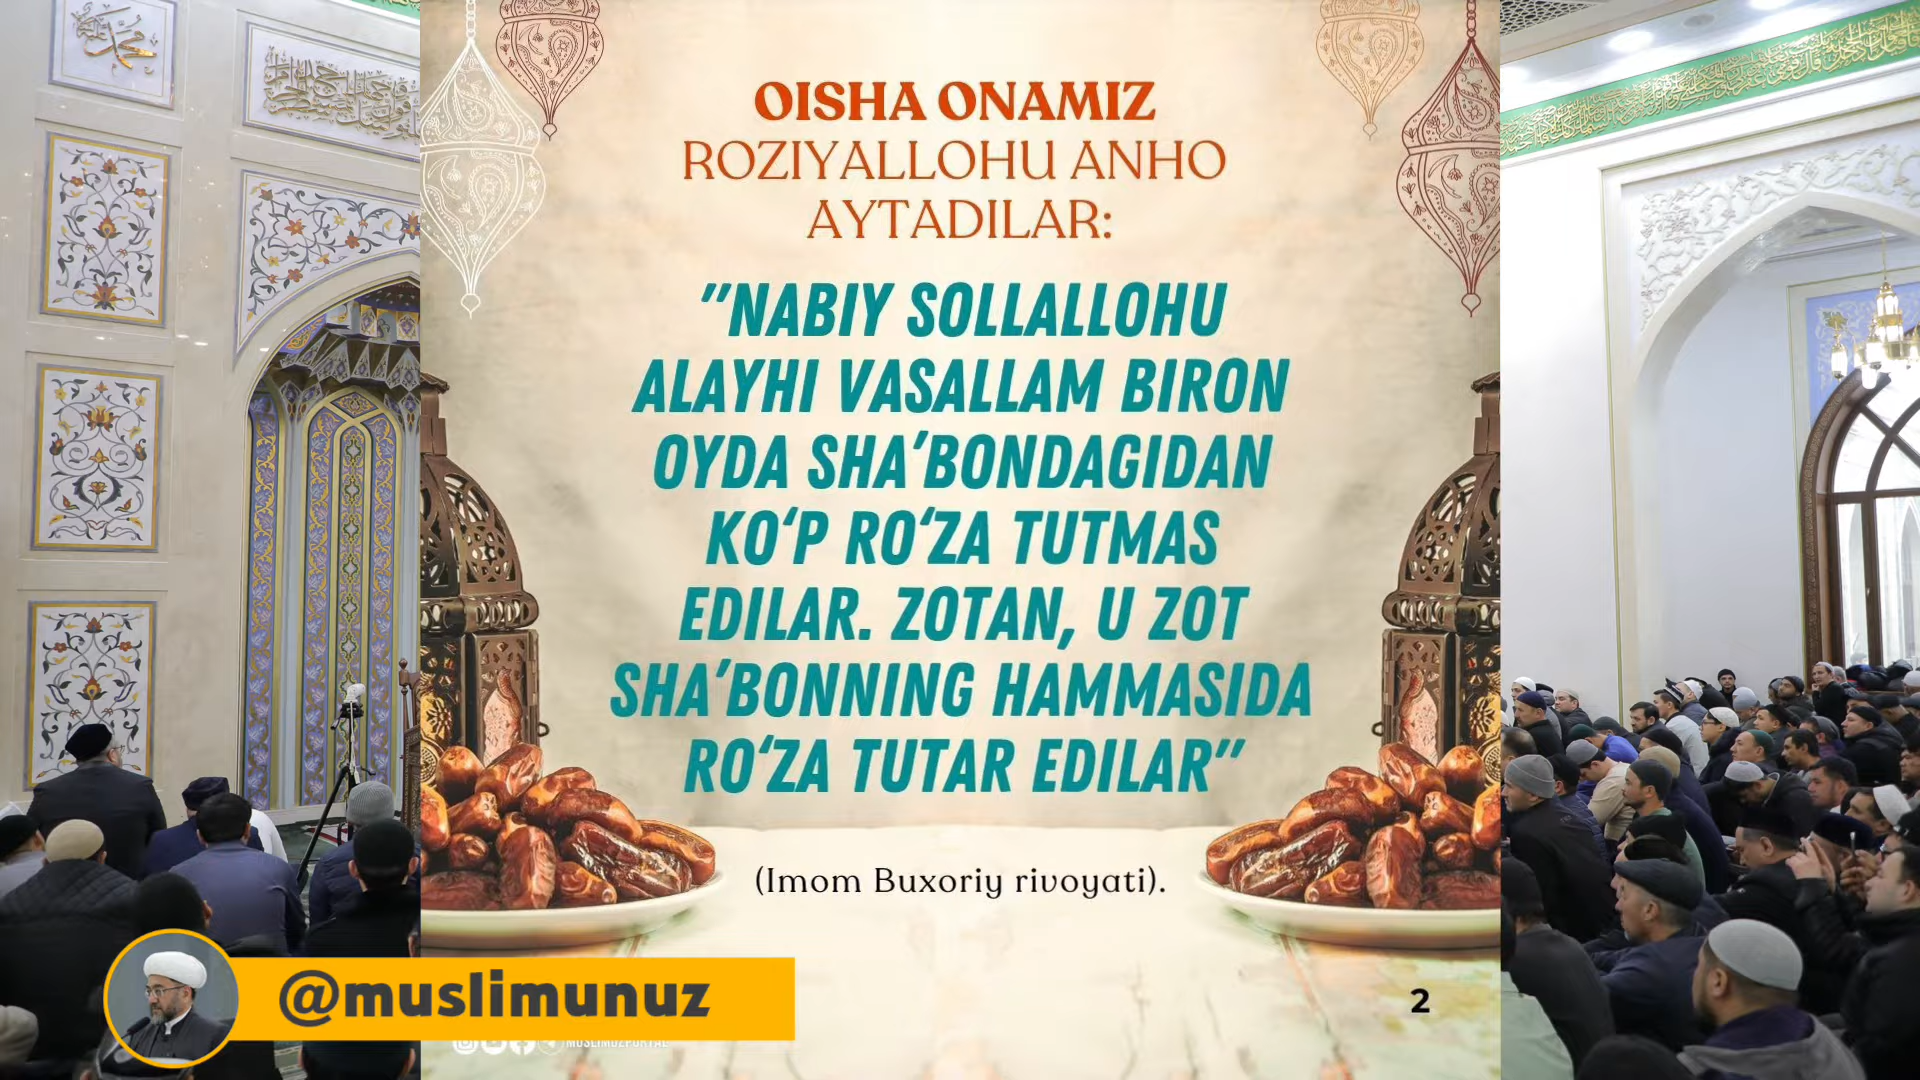 OISHA ONAMIZ
ROZIYALLOHU ANHO
AYTADILAR:
"NABIY SOLLALLOHU
ALAYHI VASALLAM BIRON
OYDA SHA’BONDAGIDAN
KO‘P RO‘ZA TUTMAS
EDILAR. ZOTAN, U ZOT
SHA’BONNING HAMMASIDA
RO‘ZA TUTAR EDILAR"
(Imom Buxoriy rivoyati).
2
@muslimunuz
/MUSLIMUZPORTAL